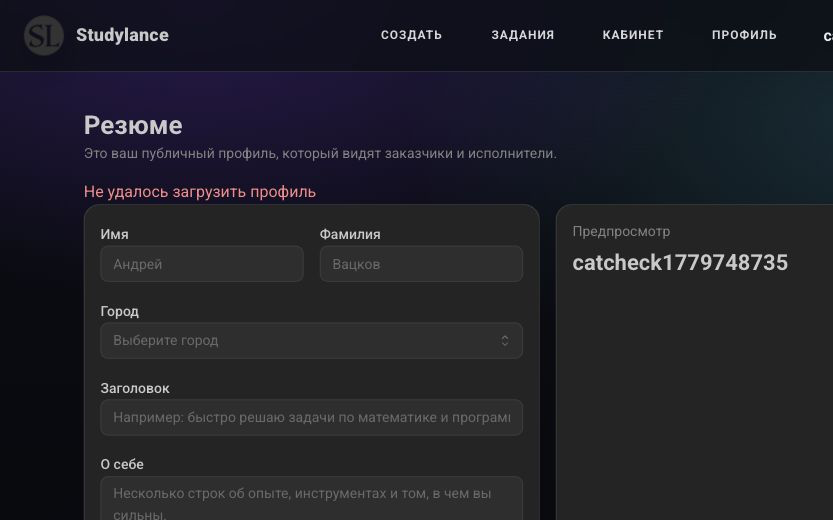 SL Studylance СОЗДАТЬ ЗАДАНИЯ КАБИНЕТ ПРОФИЛЬ
Резюме
Это ваш публичный профиль, который видят заказчики и исполнители.
Не удалось загрузить профиль
Имя Фамилия
Андрей Вацков
Город
Выберите город
Заголовок
Например: быстро решаю задачи по математике и
О себе
Несколько строк об опыте, инструментах и том, в чем вы
сильны.
Предпросмотр
catcheck1779748735